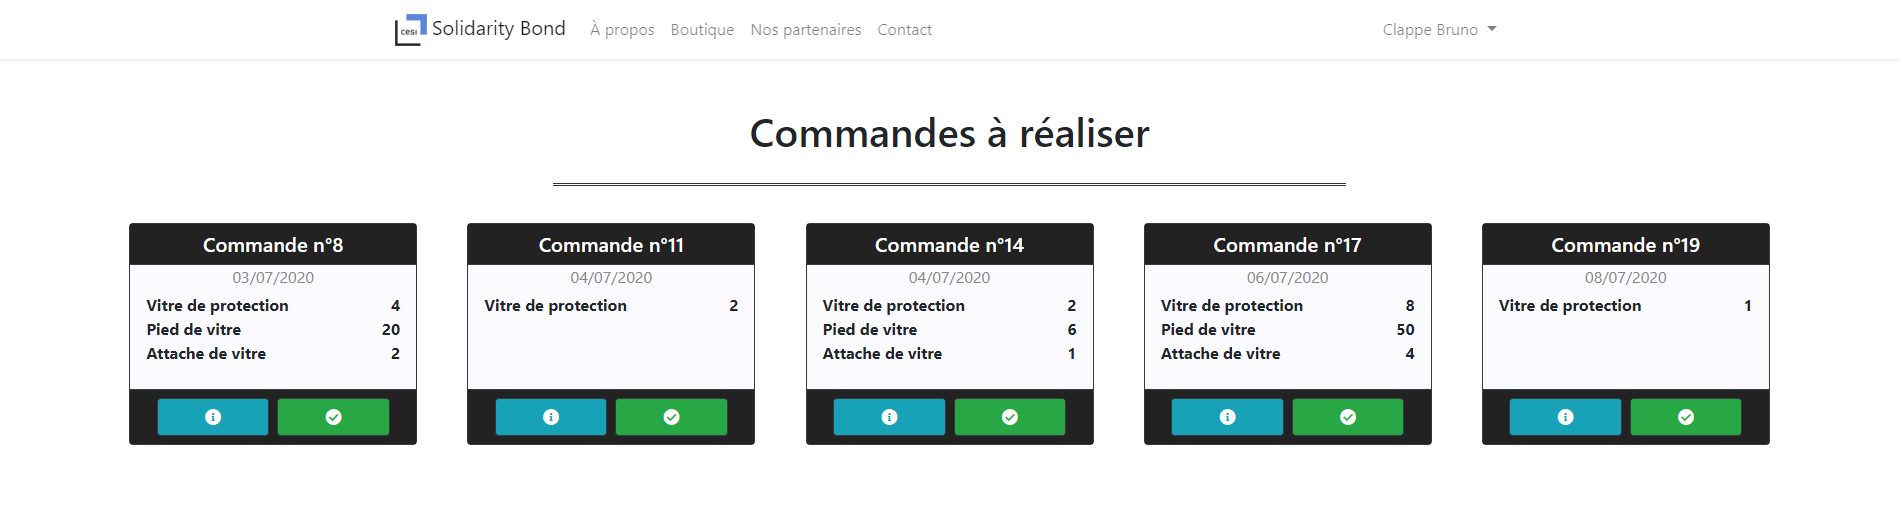 cesi Solidarity Bond À propos Boutique Nos partenaires Contact Clappe Bruno
Commandes à réaliser
Commande n°8
03/07/2020
Vitre de protection 4
Pied de vitre 20
Attache de vitre 2
Commande n°11
04/07/2020
Vitre de protection 2
Commande n°14
04/07/2020
Vitre de protection 2
Pied de vitre 6
Attache de vitre 1
Commande n°17
06/07/2020
Vitre de protection 8
Pied de vitre 50
Attache de vitre 4
Commande n°19
08/07/2020
Vitre de protection 1